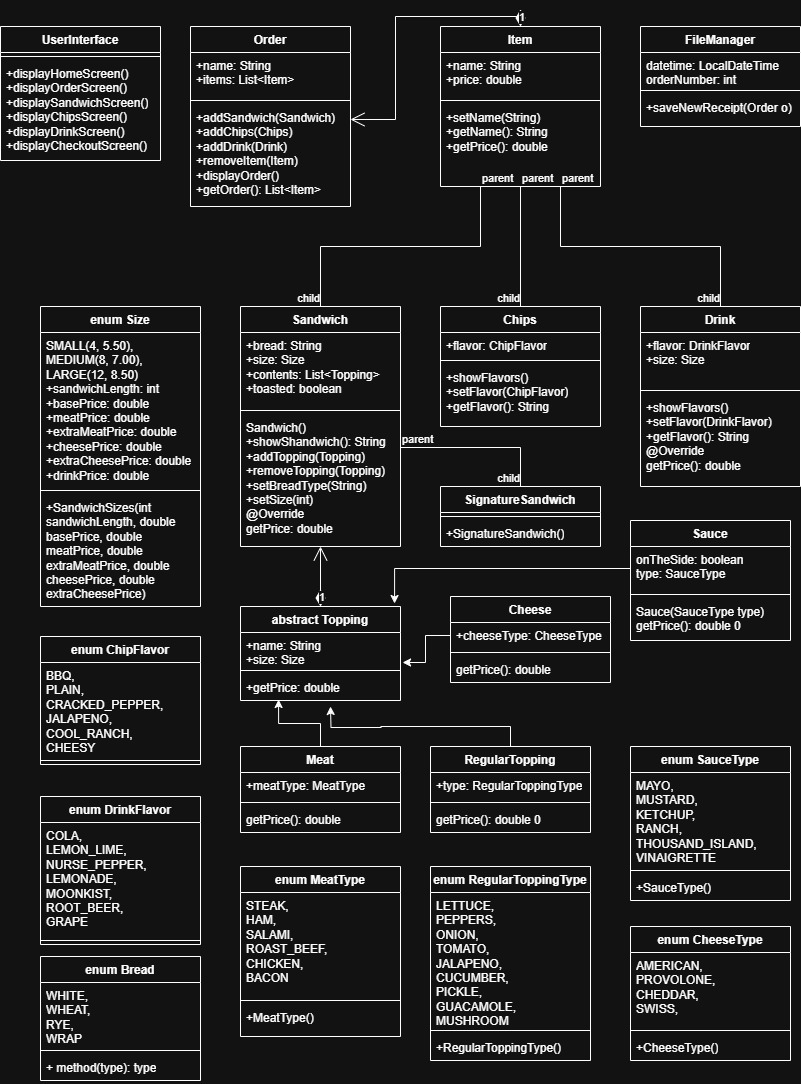 1
UserInterface
+displayHomeScreen()
+displayOrderScreen()
+displaySandwichScreen()
+displayChipsScreen()
+displayDrinkScreen()
+displayCheckoutScreen()
Order
+name: String
+items: List<Item>
+addSandwich(Sandwich)
+addChips(Chips)
+addDrink(Drink)
+removeItem(Item)
+displayOrder()
+getOrder(): List<Item>
Item
+name: String
+price: double
+setName(String)
+getName(): String
+getPrice(): double
FileManager
datetime: LocalDateTime
orderNumber: int
+saveNewReceipt(Order o)
parent
parent
parent
child
child
child
enum Size
SMALL(4, 5.50),
MEDIUM(8, 7.00),
LARGE(12, 8.50)
+sandwichLength: int
+basePrice: double
+meatPrice: double
+extraMeatPrice: double
+cheesePrice: double
+extraCheesePrice: double
+drinkPrice: double
+SandwichSizes(int
sandwichLength, double
basePrice, double
meatPrice, double
extraMeatPrice, double
cheesePrice, double
extraCheesePrice)
Sandwich
+bread: String
+size: Size
+contents: List<Topping>
+toasted: boolean
Sandwich()
+showShandwich(): String
+addTopping(Topping)
+removeTopping(Topping)
+setBreadType(String)
+setSize(int)
@Override
getPrice: double
Chips
+flavor: ChipFlavor
+showFlavors()
+setFlavor(ChipFlavor)
+getFlavor(): String
Drink
+flavor: DrinkFlavor
+size: Size
+showFlavors()
+setFlavor(DrinkFlavor)
+getFlavor(): String
@Override
getPrice(): double
parent
child
SignatureSandwich
+SignatureSandwich()
Sauce
onTheSide: boolean
type: SauceType
Sauce(SauceType type)
getPrice(): double 0
1
abstract Topping
+name: String
+size: Size
+getPrice: double
Cheese
+cheeseType: CheeseType
getPrice(): double
enum ChipFlavor
BBQ,
PLAIN,
CRACKED_PEPPER,
JALAPENO,
COOL_RANCH,
CHEESY
Meat
+meatType: MeatType
getPrice(): double
RegularTopping
+type: RegularToppingType
getPrice(): double 0
enum SauceType
MAYO,
MUSTARD,
KETCHUP,
RANCH,
THOUSAND_ISLAND,
VINAIGRETTE
+SauceType()
enum DrinkFlavor
COLA,
LEMON_LIME,
NURSE_PEPPER,
LEMONADE,
MOONKIST,
ROOT_BEER,
GRAPE
enum MeatType
STEAK,
HAM,
SALAMI,
ROAST_BEEF,
CHICKEN,
BACON
+MeatType()
enum RegularToppingType
LETTUCE,
PEPPERS,
ONION,
TOMATO,
JALAPENO,
CUCUMBER,
PICKLE,
GUACAMOLE,
MUSHROOM
+RegularToppingType()
enum CheeseType
AMERICAN,
PROVOLONE,
CHEDDAR,
SWISS,
+CheeseType()
enum Bread
WHITE,
WHEAT,
RYE,
WRAP
+ method(type): type